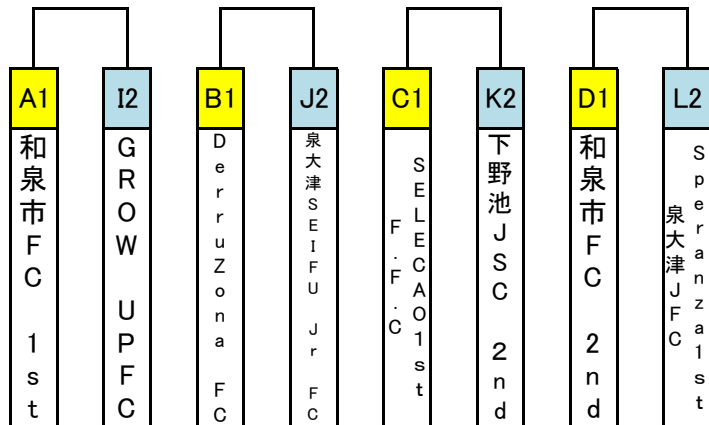 A1
I2
B1
J2
C1
K2
D1
L2
和泉市FC 1st
GROW UPFC
DerruZona FC
泉大津SEIFU Jr FC
SELECAO1st
F.F.C
下野池JSC 2nd
和泉市FC 2nd
Speranza1st
泉大津JFC